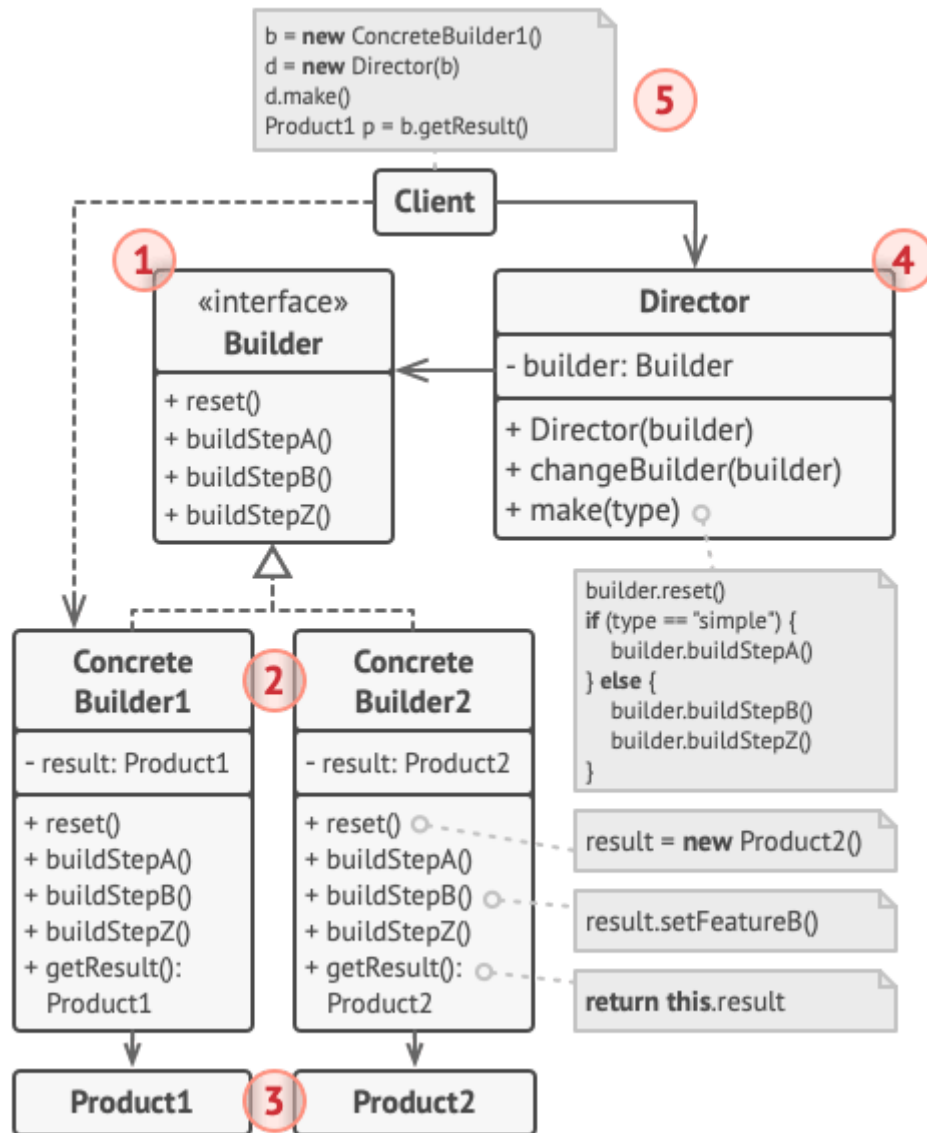 b = new ConcreteBuilder1()
d = new Director(b)
d.make()
Product1 p = b.getResult()
5
Client
1
«interface»
Builder
+ reset()
+ buildStepA()
+ buildStepB()
+ buildStepZ()
4
Director
- builder: Builder
+ Director(builder)
+ changeBuilder(builder)
+ make(type)
builder.reset()
if (type == "simple") {
builder.buildStepA()
} else {
builder.buildStepB()
builder.buildStepZ()
}
2
Concrete
Builder1
- result: Product1
+ reset()
+ buildStepA()
+ buildStepB()
+ buildStepZ()
+ getResult():
Product1
Concrete
Builder2
- result: Product2
+ reset()
+ buildStepA()
+ buildStepB()
+ buildStepZ()
+ getResult():
Product2
result = new Product2()
result.setFeatureB()
return this.result
Product1
3
Product2